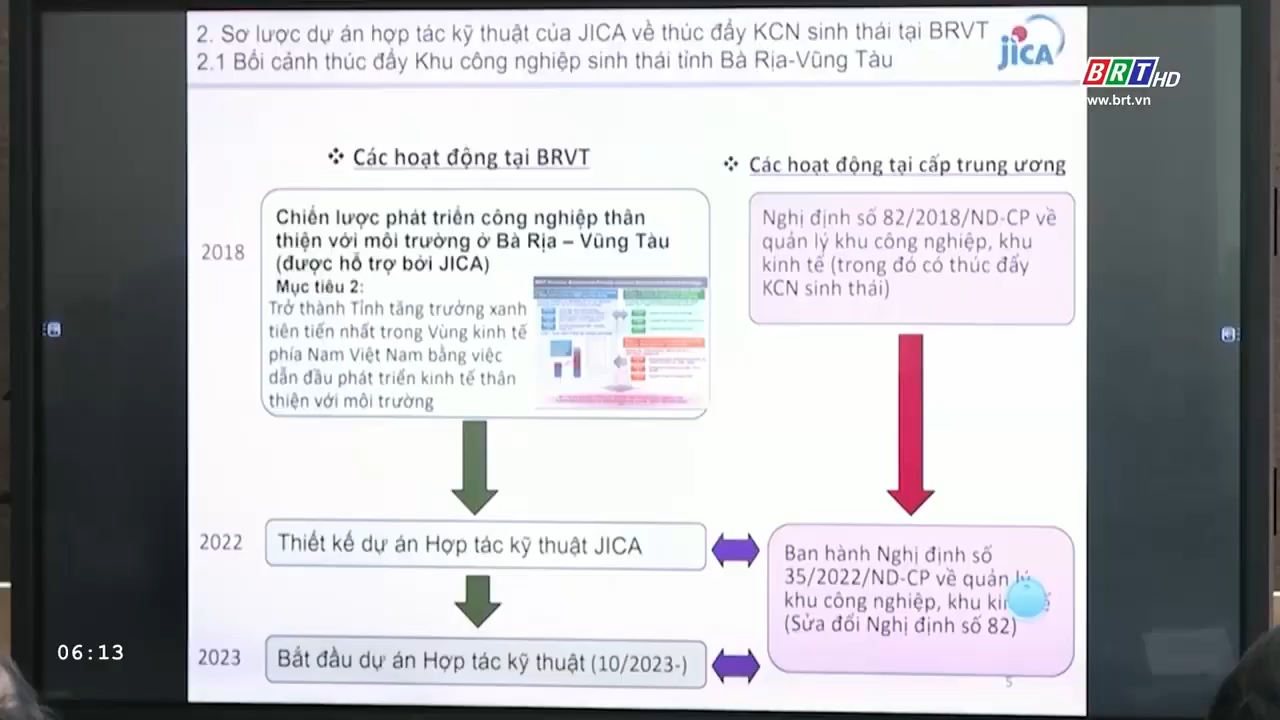 2. Sơ lược dự án hợp tác kỹ thuật của JICA về thúc đẩy KCN sinh thái tại BRVT
2.1 Bối cảnh thúc đẩy Khu công nghiệp sinh thái tỉnh Bà Rịa-Vũng Tàu
JICA
BRT HD
ww.brt.vn
❖ Các hoạt động tại BRVT
❖ Các hoạt động tại cấp trung ương
2018
Chiến lược phát triển công nghiệp thân
thiện với môi trường ở Bà Rịa – Vũng Tàu
(được hỗ trợ bởi JICA)
Mục tiêu 2:
Trở thành Tỉnh tăng trưởng xanh
tiên tiến nhất trong Vùng kinh tế
phía Nam Việt Nam bằng việc
dẫn đầu phát triển kinh tế thân
thiện với môi trường
Nghị định số 82/2018/ND-CP về
quản lý khu công nghiệp, khu
kinh tế (trong đó có thúc đẩy
KCN sinh thái)
2022
Thiết kế dự án Hợp tác kỹ thuật JICA
Ban hành Nghị định số
35/2022/ND-CP về quản lý
khu công nghiệp, khu
(Sửa đổi Nghị định số 82)
2023
Bắt đầu dự án Hợp tác kỹ thuật (10/2023-)
5
06:13